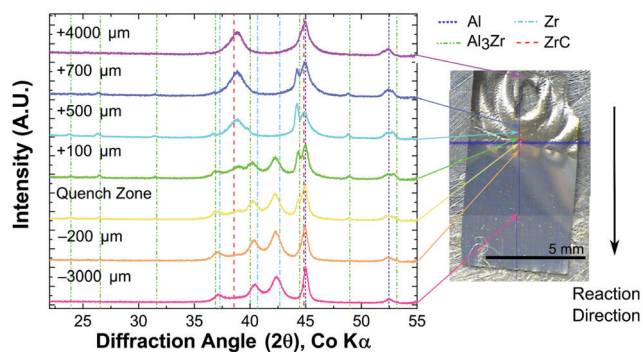 Intensity (A.U.)
+4000 μm
+700 μm
+500 μm
+100 μm
Quench Zone
−200 μm
−3000 μm
22 25 30 35 40 45 50 55
Diffraction Angle (2θ), Co Kα
Al Zr
Al₃Zr ZrC
5 mm
Reaction
Direction